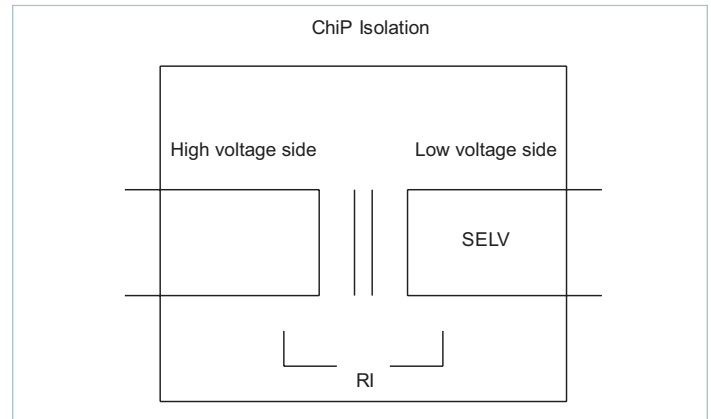 ChiP Isolation
High voltage side
Low voltage side
SELV
RI